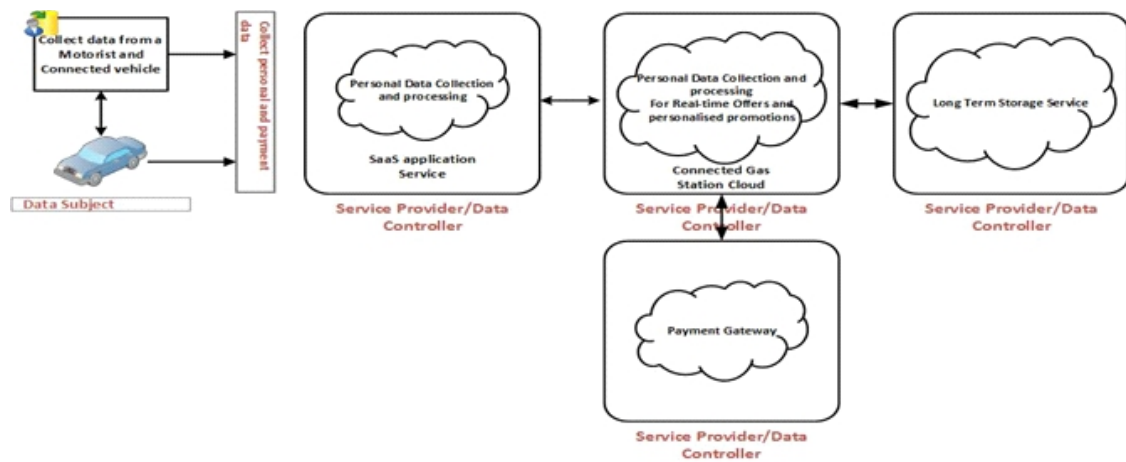 Collect data from a
Motorist and
Connected vehicle
Data Subject
Collect personal and payment
data
Personal Data Collection
and processing
SaaS application
Service
Service Provider/Data
Controller
Personal Data Collection and
processing
For Real-time Offers and
personalised promotions
Connected Gas
Station Cloud
Service Provider/Data
Controller
Long Term Storage Service
Service Provider/Data
Controller
Payment Gateway
Service Provider/Data
Controller